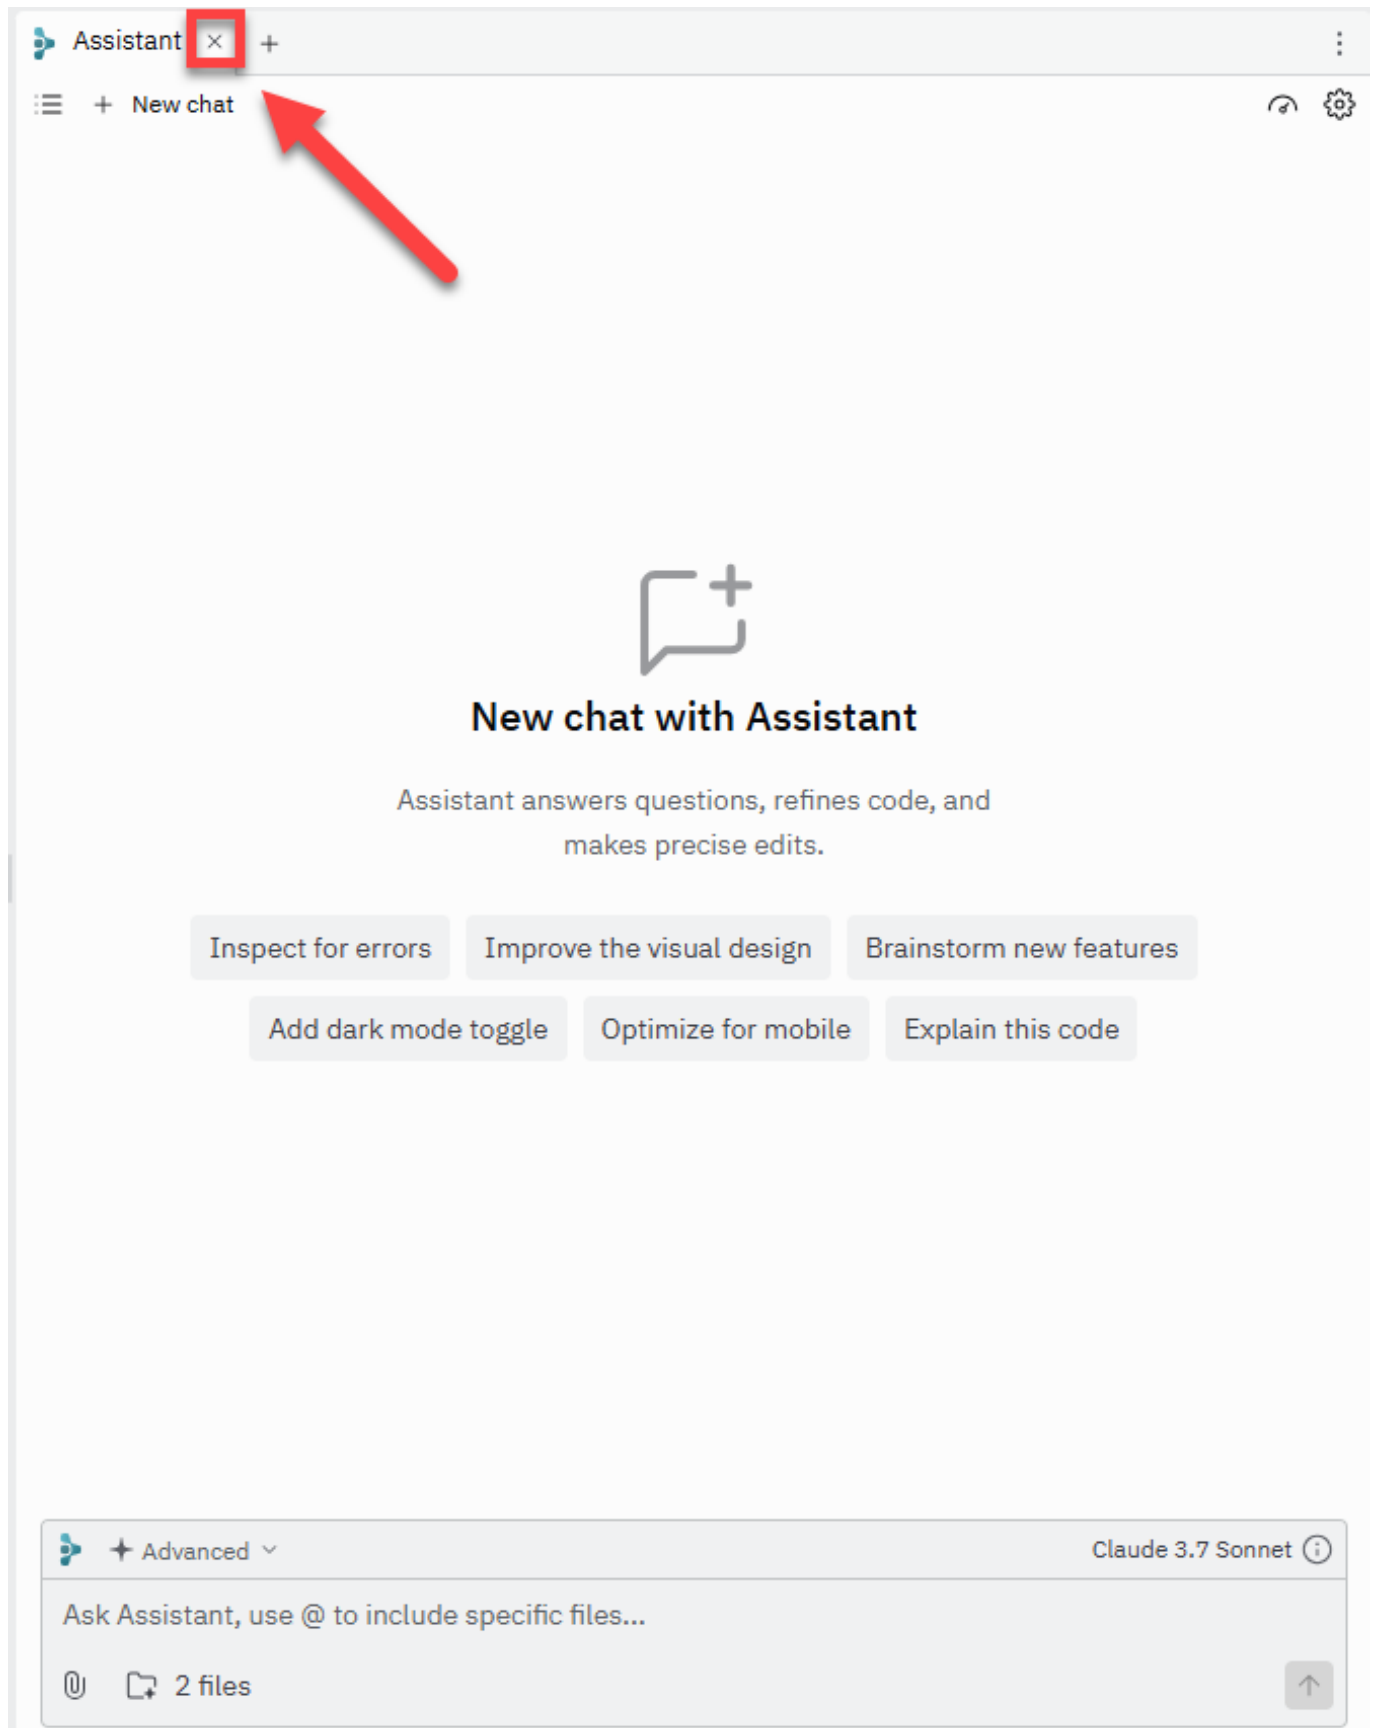 Assistant
New chat
New chat with Assistant
Assistant answers questions, refines code, and
makes precise edits.
Inspect for errors
Improve the visual design
Brainstorm new features
Add dark mode toggle
Optimize for mobile
Explain this code
Advanced
Claude 3.7 Sonnet
Ask Assistant, use @ to include specific files...
2 files